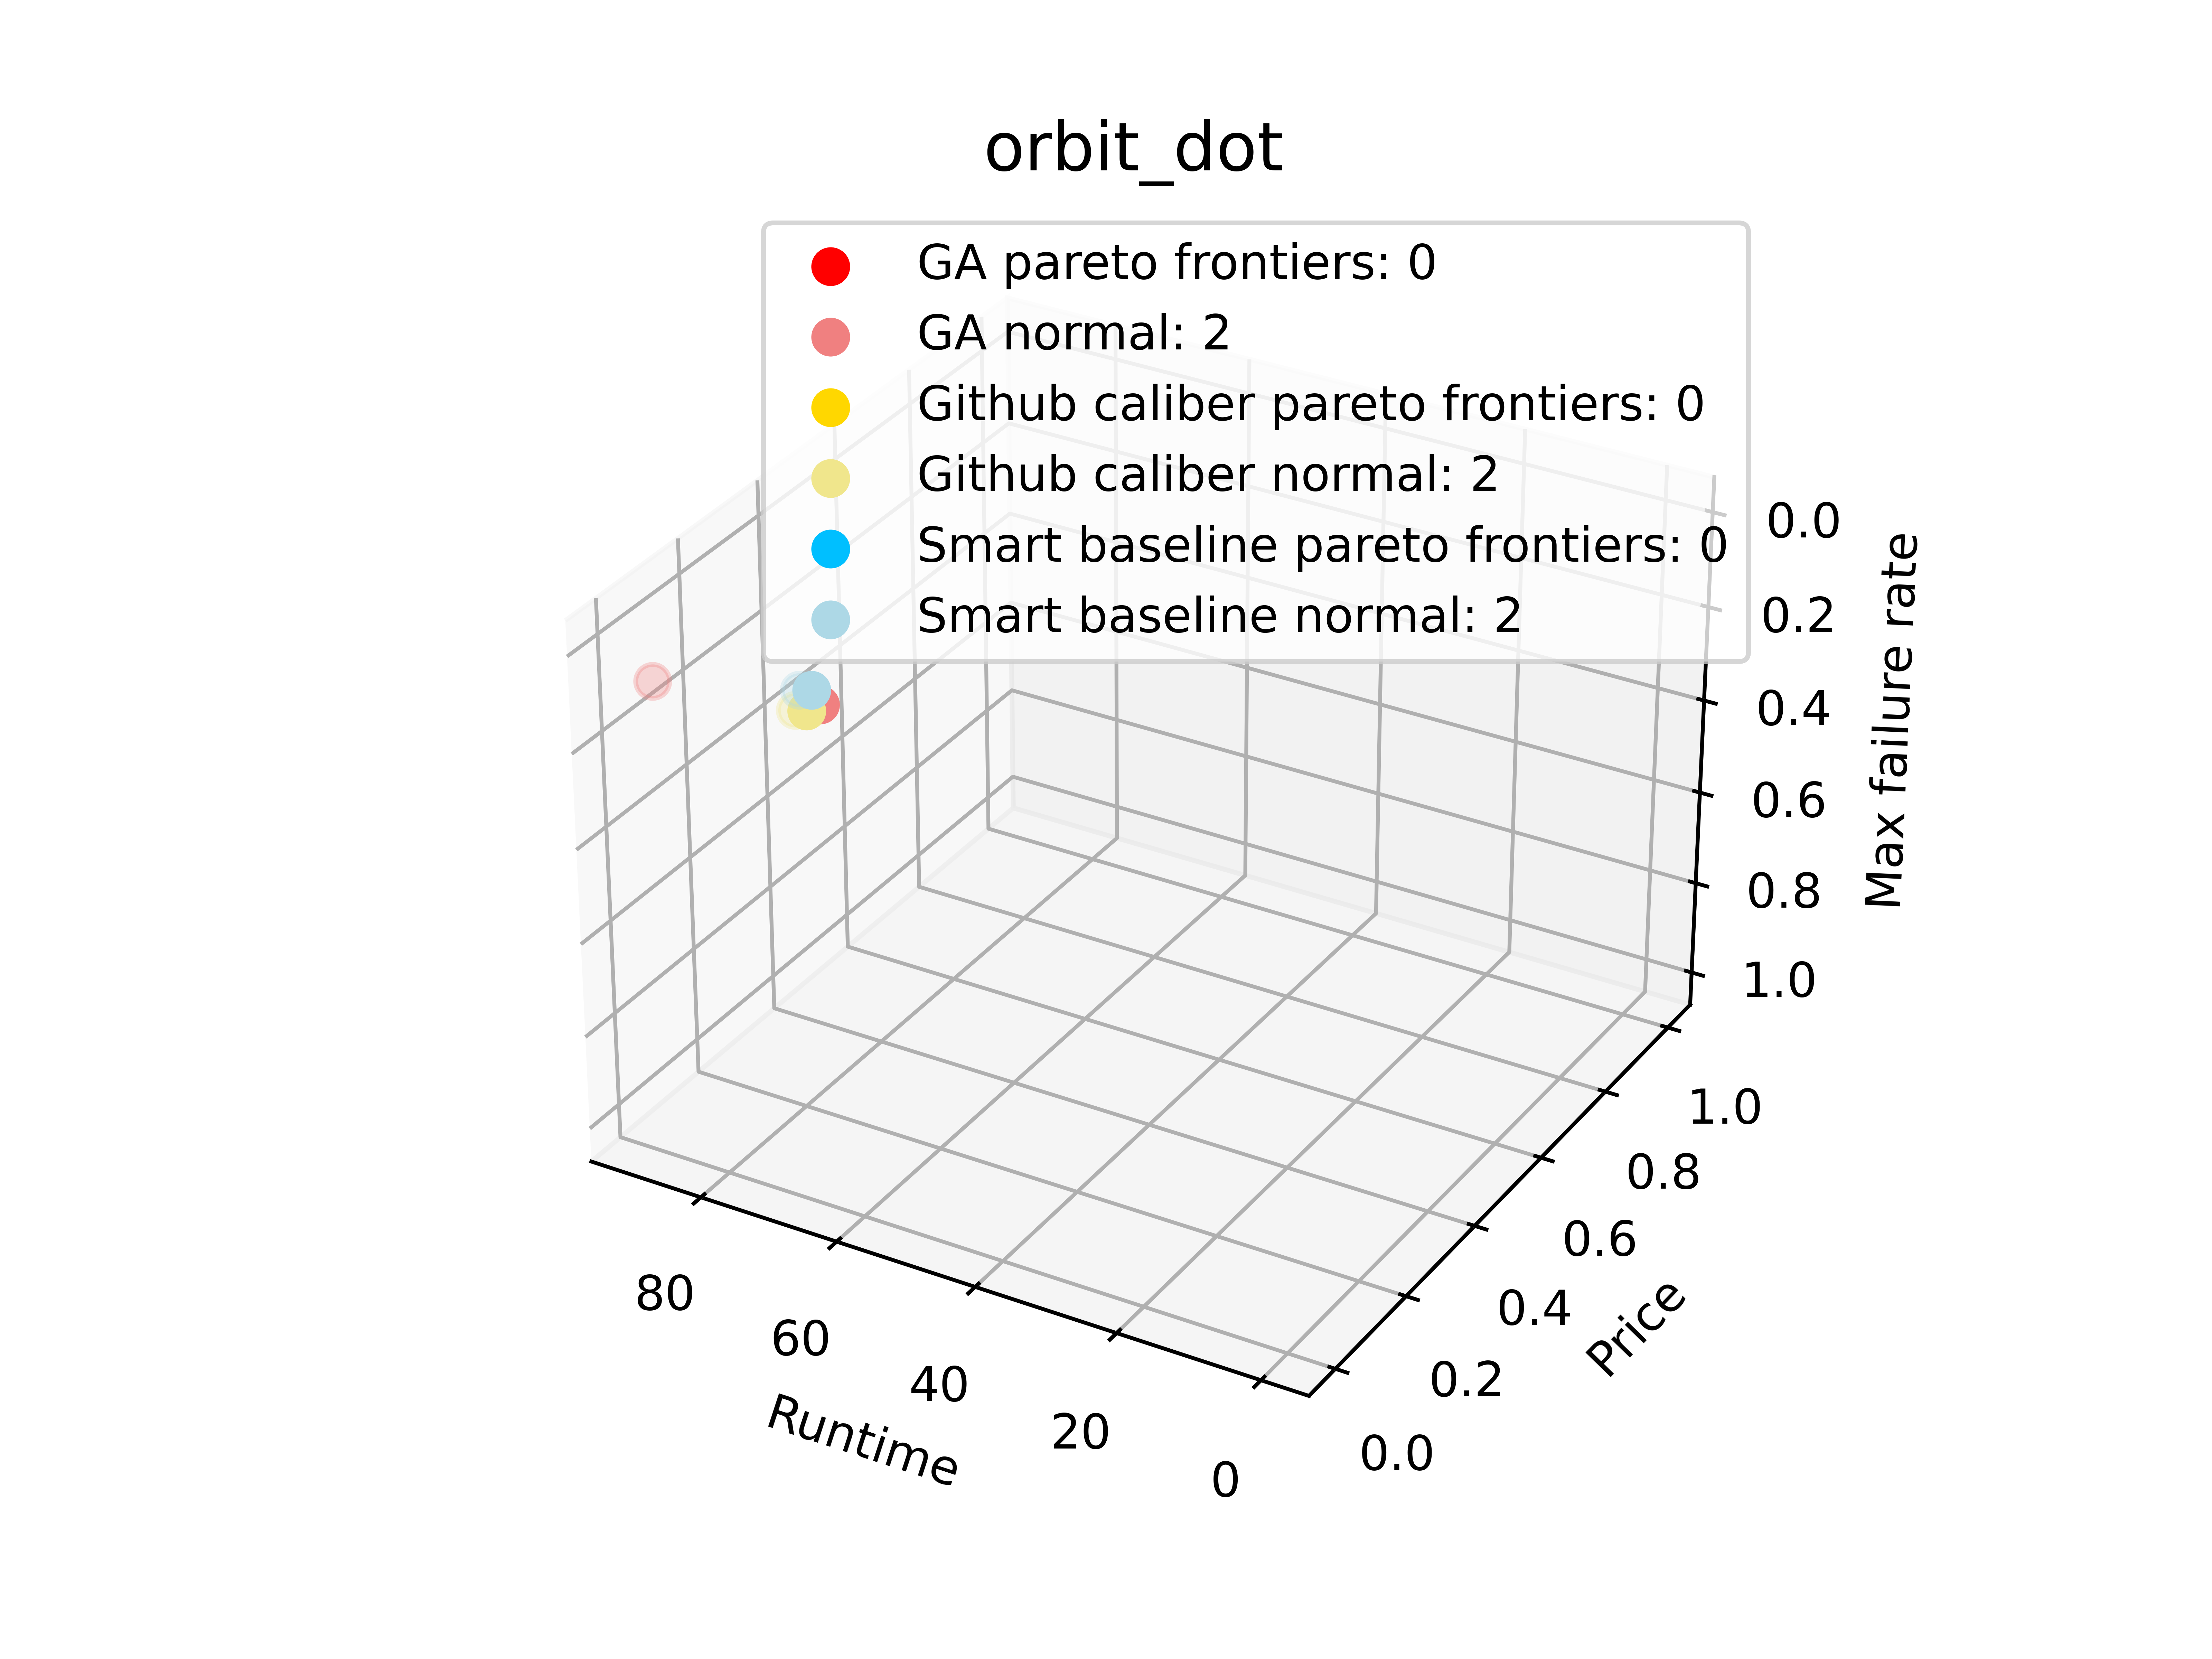 orbit_dot
GA pareto frontiers: 0
GA normal: 2
Github caliber pareto frontiers: 0
Github caliber normal: 2
Smart baseline pareto frontiers: 0
Smart baseline normal: 2
0.0
0.2
0.4
0.6
0.8
1.0
Max failure rate
1.0
0.8
0.6
0.4
0.2
0.0
Price
80
60
40
20
0
Runtime